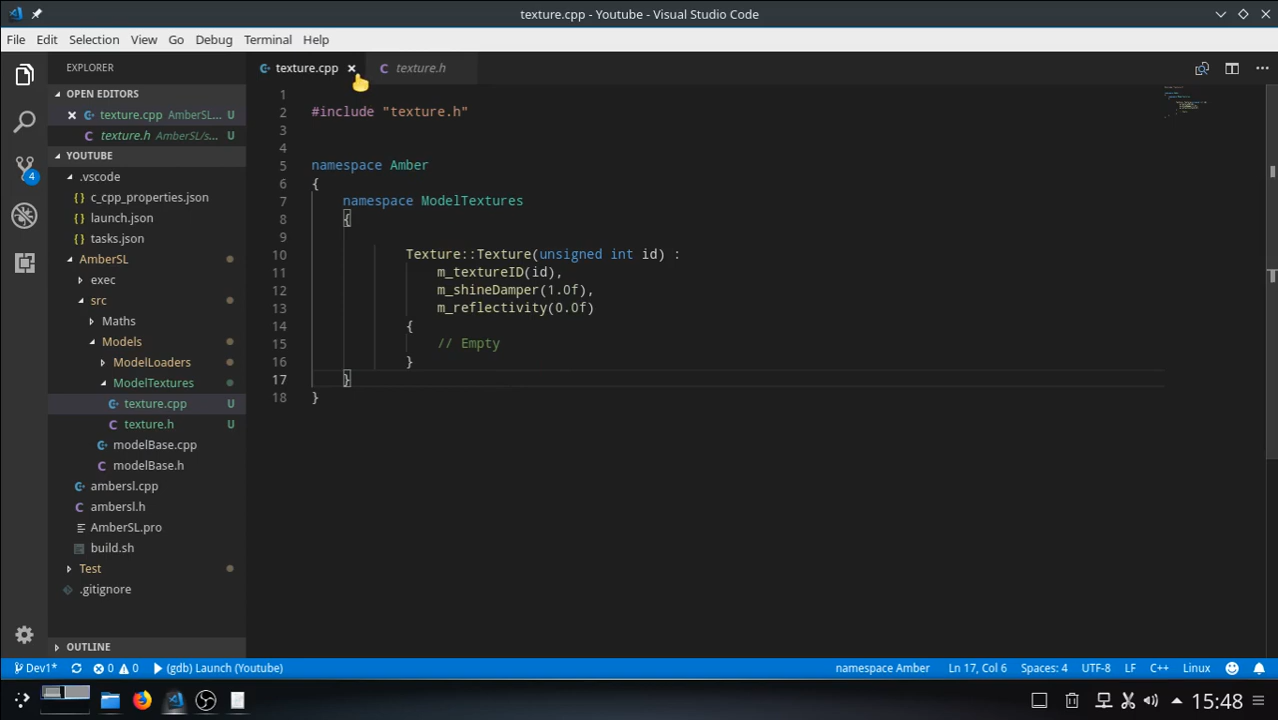 texture.cpp - Youtube - Visual Studio Code
File Edit Selection View Go Debug Terminal Help
EXPLORER
OPEN EDITORS
texture.cpp AmberSL... U
texture.h AmberSL/s... U
YOUTUBE
.vscode
{} c_cpp_properties.json
{} launch.json
{} tasks.json
AmberSL
exec
src
Maths
Models
ModelLoaders
ModelTextures
texture.cpp U
C texture.h U
modelBase.cpp
C modelBase.h
ambersl.cpp
C ambersl.h
AmberSL.pro
build.sh
Test
.gitignore
OUTLINE
4
texture.cpp C texture.h
1
2 #include "texture.h"
3
4
5 namespace Amber
6 {
7 namespace ModelTextures
8 {
9
10 Texture::Texture(unsigned int id) :
11 m_textureID(id),
12 m_shineDamper(1.0f),
13 m_reflectivity(0.0f)
14 {
15 // Empty
16 }
17 }
18 }
Dev1* 0 0 (gdb) Launch (Youtube) namespace Amber Ln 17, Col 6 Spaces: 4 UTF-8 LF C++ Linux
15:48